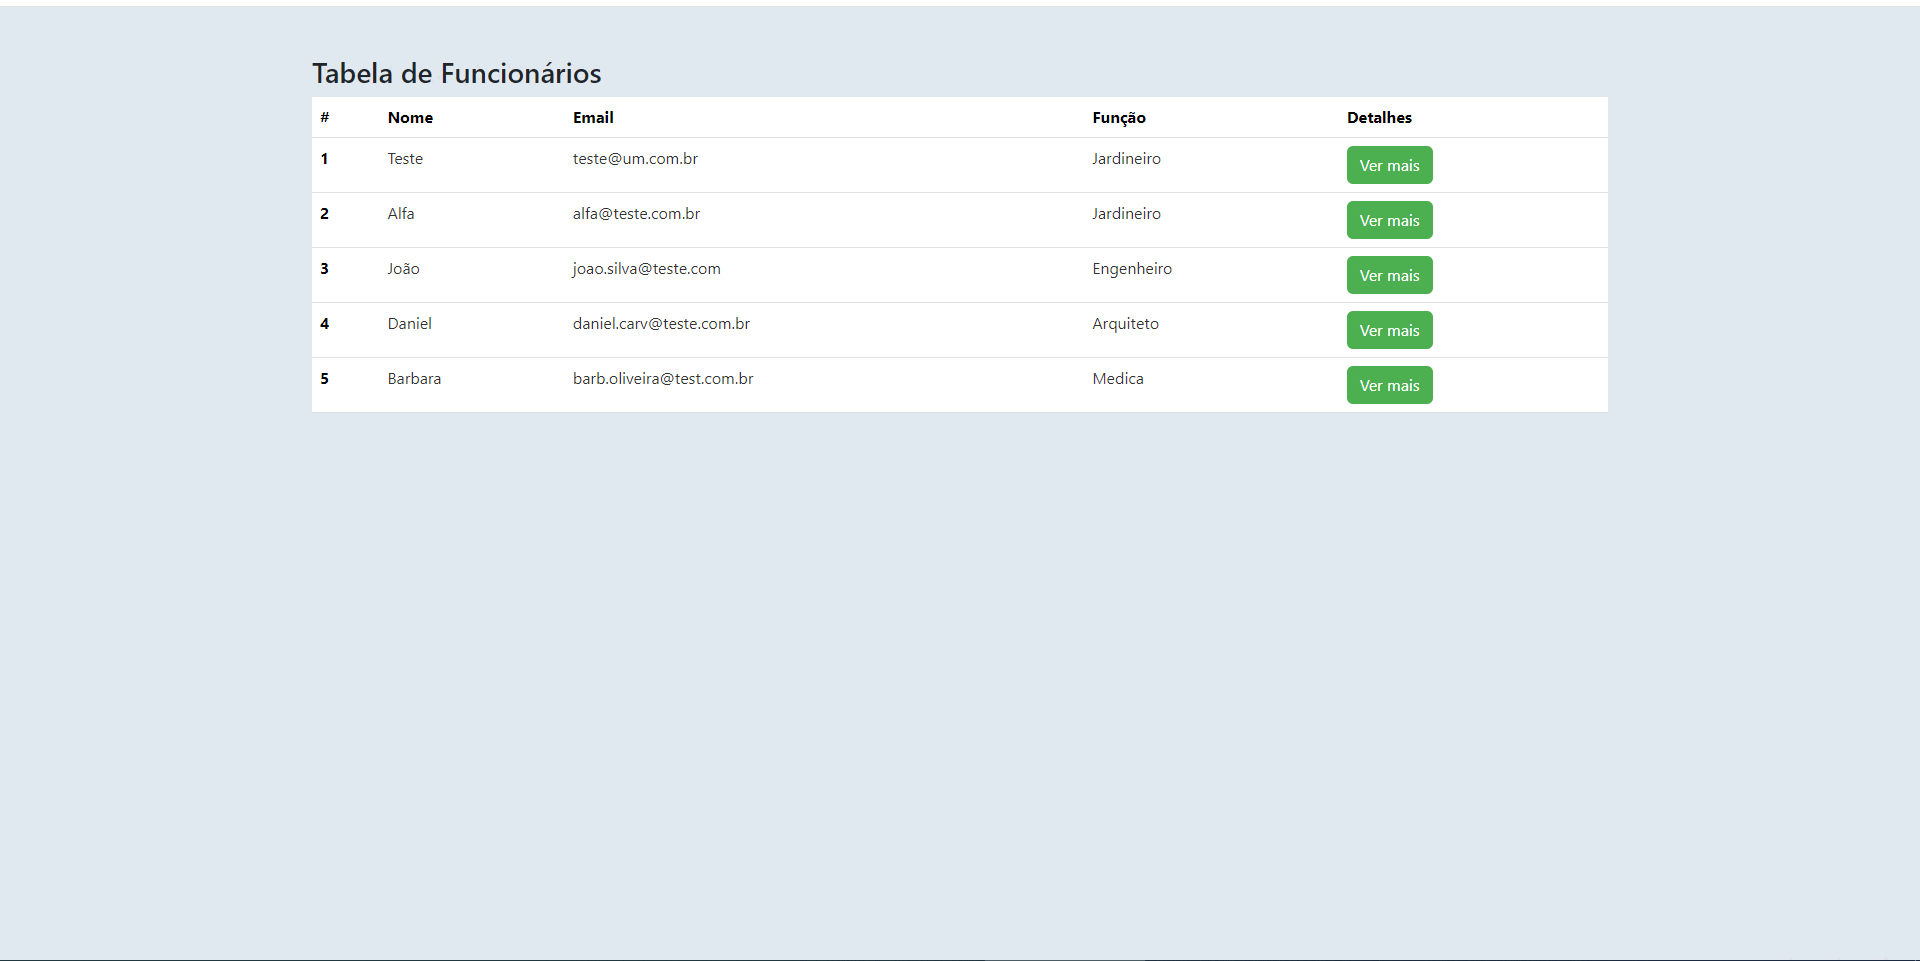 Tabela de Funcionários
# Nome Email Função Detalhes
1 Teste teste@um.com.br Jardineiro Ver mais
2 Alfa alfa@teste.com.br Jardineiro Ver mais
3 João joao.silva@teste.com Engenheiro Ver mais
4 Daniel daniel.carv@teste.com.br Arquiteto Ver mais
5 Barbara barb.oliveira@test.com.br Medica Ver mais